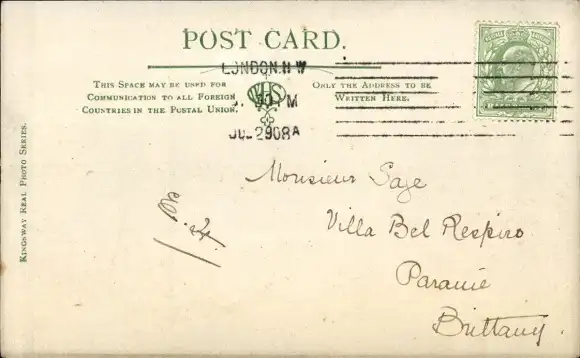 POST CARD.
LONDON. N.W
THIS SPACE MAY BE USED FOR
COMMUNICATION TO ALL FOREIGN
COUNTRIES IN THE POSTAL UNION.
ONLY THE ADDRESS TO BE
WRITTEN HERE.
JUL 29 08 A
Monsieur Sage
Villa Bel Respiro
Paramé
Brittany.
KINGSWAY REAL PHOTO SERIES.